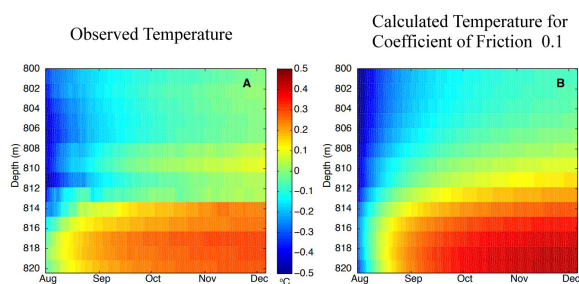 Observed Temperature
Calculated Temperature for
Coefficient of Friction 0.1
A
800
802
804
806
808
810
812
814
816
818
820
Depth (m)
Aug
Sep
Oct
Nov
Dec
0.5
0.4
0.3
0.2
0.1
0
−0.1
−0.2
−0.3
−0.4
−0.5
°C
B
800
802
804
806
808
810
812
814
816
818
820
Depth (m)
Aug
Sep
Oct
Nov
Dec